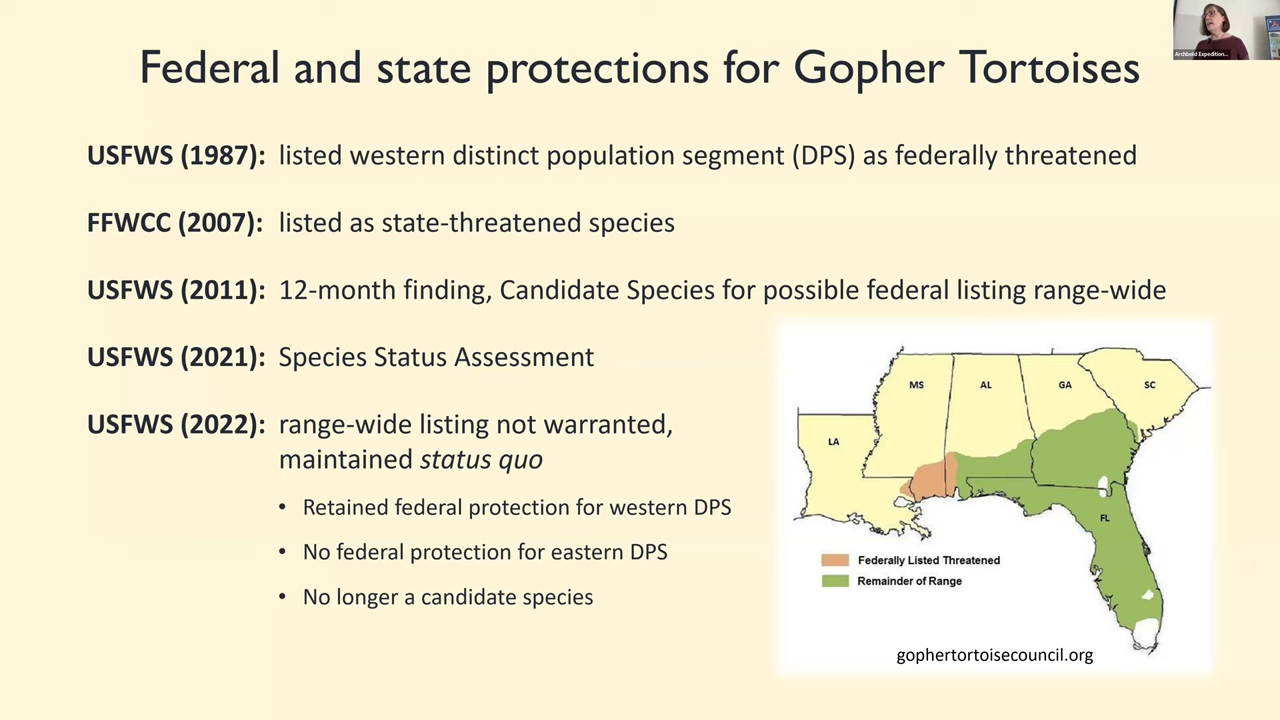 Federal and state protections for Gopher Tortoises
Archbold Expedition...
USFWS (1987): listed western distinct population segment (DPS) as federally threatened
FFWCC (2007): listed as state-threatened species
USFWS (2011): 12-month finding, Candidate Species for possible federal listing range-wide
USFWS (2021): Species Status Assessment
USFWS (2022): range-wide listing not warranted,
maintained status quo
• Retained federal protection for western DPS
• No federal protection for eastern DPS
• No longer a candidate species
MS
AL
GA
SC
LA
FL
Federally Listed Threatened
Remainder of Range
gophertortoisecouncil.org